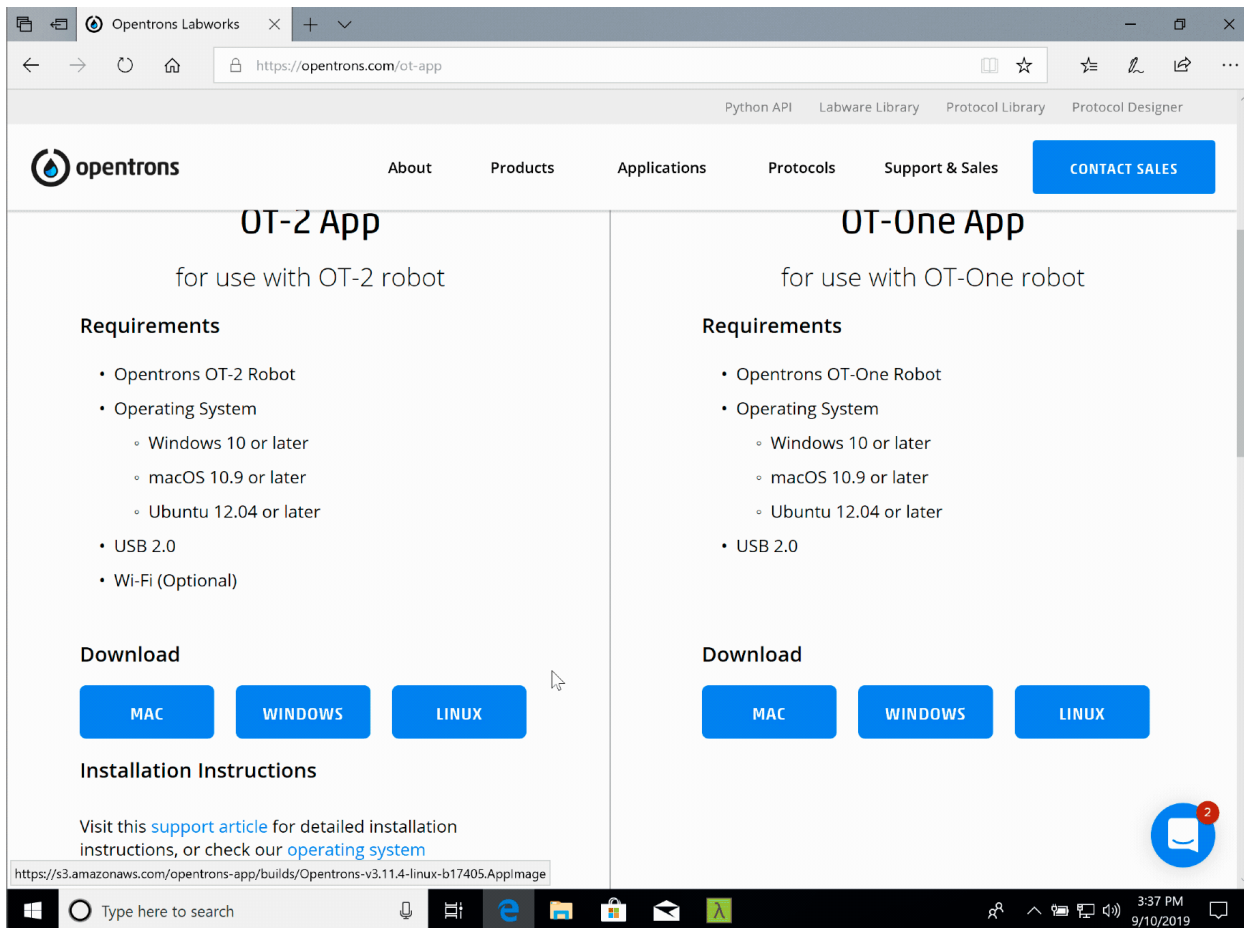 Opentrons Labworks
https://opentrons.com/ot-app
Python API Labware Library Protocol Library Protocol Designer
opentrons About Products Applications Protocols Support & Sales CONTACT SALES
OT-2 App
for use with OT-2 robot
Requirements
• Opentrons OT-2 Robot
• Operating System
◦ Windows 10 or later
◦ macOS 10.9 or later
◦ Ubuntu 12.04 or later
• USB 2.0
• Wi-Fi (Optional)
Download
MAC WINDOWS LINUX
Installation Instructions
Visit this support article for detailed installation
instructions, or check our operating system
OT-One App
for use with OT-One robot
Requirements
• Opentrons OT-One Robot
• Operating System
◦ Windows 10 or later
◦ macOS 10.9 or later
◦ Ubuntu 12.04 or later
• USB 2.0
Download
MAC WINDOWS LINUX
2
https://s3.amazonaws.com/opentrons-app/builds/Opentrons-v3.11.4-linux-b17405.AppImage
Type here to search
λ
3:37 PM
9/10/2019